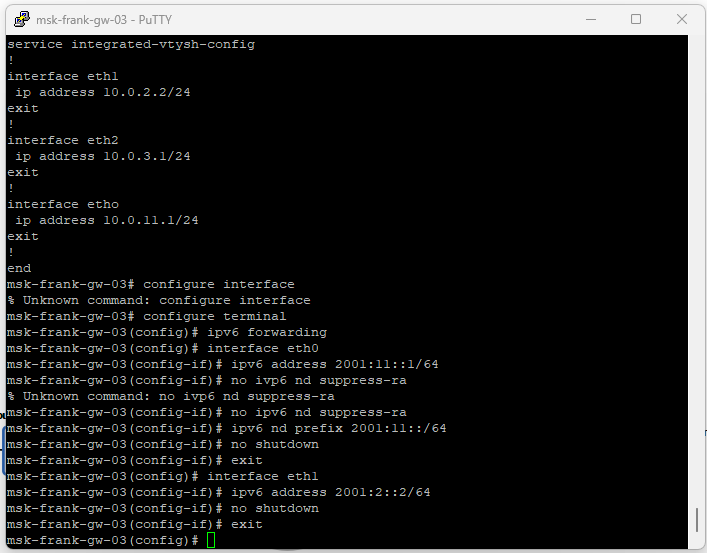 msk-frank-gw-03 - PuTTY
service integrated-vtysh-config
!
interface eth1
 ip address 10.0.2.2/24
exit
!
interface eth2
 ip address 10.0.3.1/24
exit
!
interface etho
 ip address 10.0.11.1/24
exit
!
end
msk-frank-gw-03# configure interface
% Unknown command: configure interface
msk-frank-gw-03# configure terminal
msk-frank-gw-03(config)# ipv6 forwarding
msk-frank-gw-03(config)# interface eth0
msk-frank-gw-03(config-if)# ipv6 address 2001:11::1/64
msk-frank-gw-03(config-if)# no ivp6 nd suppress-ra
% Unknown command: no ivp6 nd suppress-ra
msk-frank-gw-03(config-if)# no ipv6 nd suppress-ra
msk-frank-gw-03(config-if)# ipv6 nd prefix 2001:11::/64
msk-frank-gw-03(config-if)# no shutdown
msk-frank-gw-03(config-if)# exit
msk-frank-gw-03(config)# interface eth1
msk-frank-gw-03(config-if)# ipv6 address 2001:2::2/64
msk-frank-gw-03(config-if)# no shutdown
msk-frank-gw-03(config-if)# exit
msk-frank-gw-03(config)#